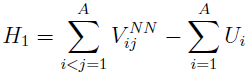 $H_1 = \sum_{i<j=1}^{A} V_{ij}^{NN} - \sum_{i=1}^{A} U_i$